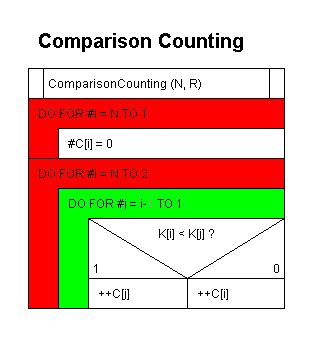 Comparison Counting
ComparisonCounting (N, R)
DO FOR #i = N TO 1
#C[i] = 0
DO FOR #i = N TO 2
DO FOR #j = i- TO 1
K[i] < K[j] ?
1 0
++C[j] ++C[i]